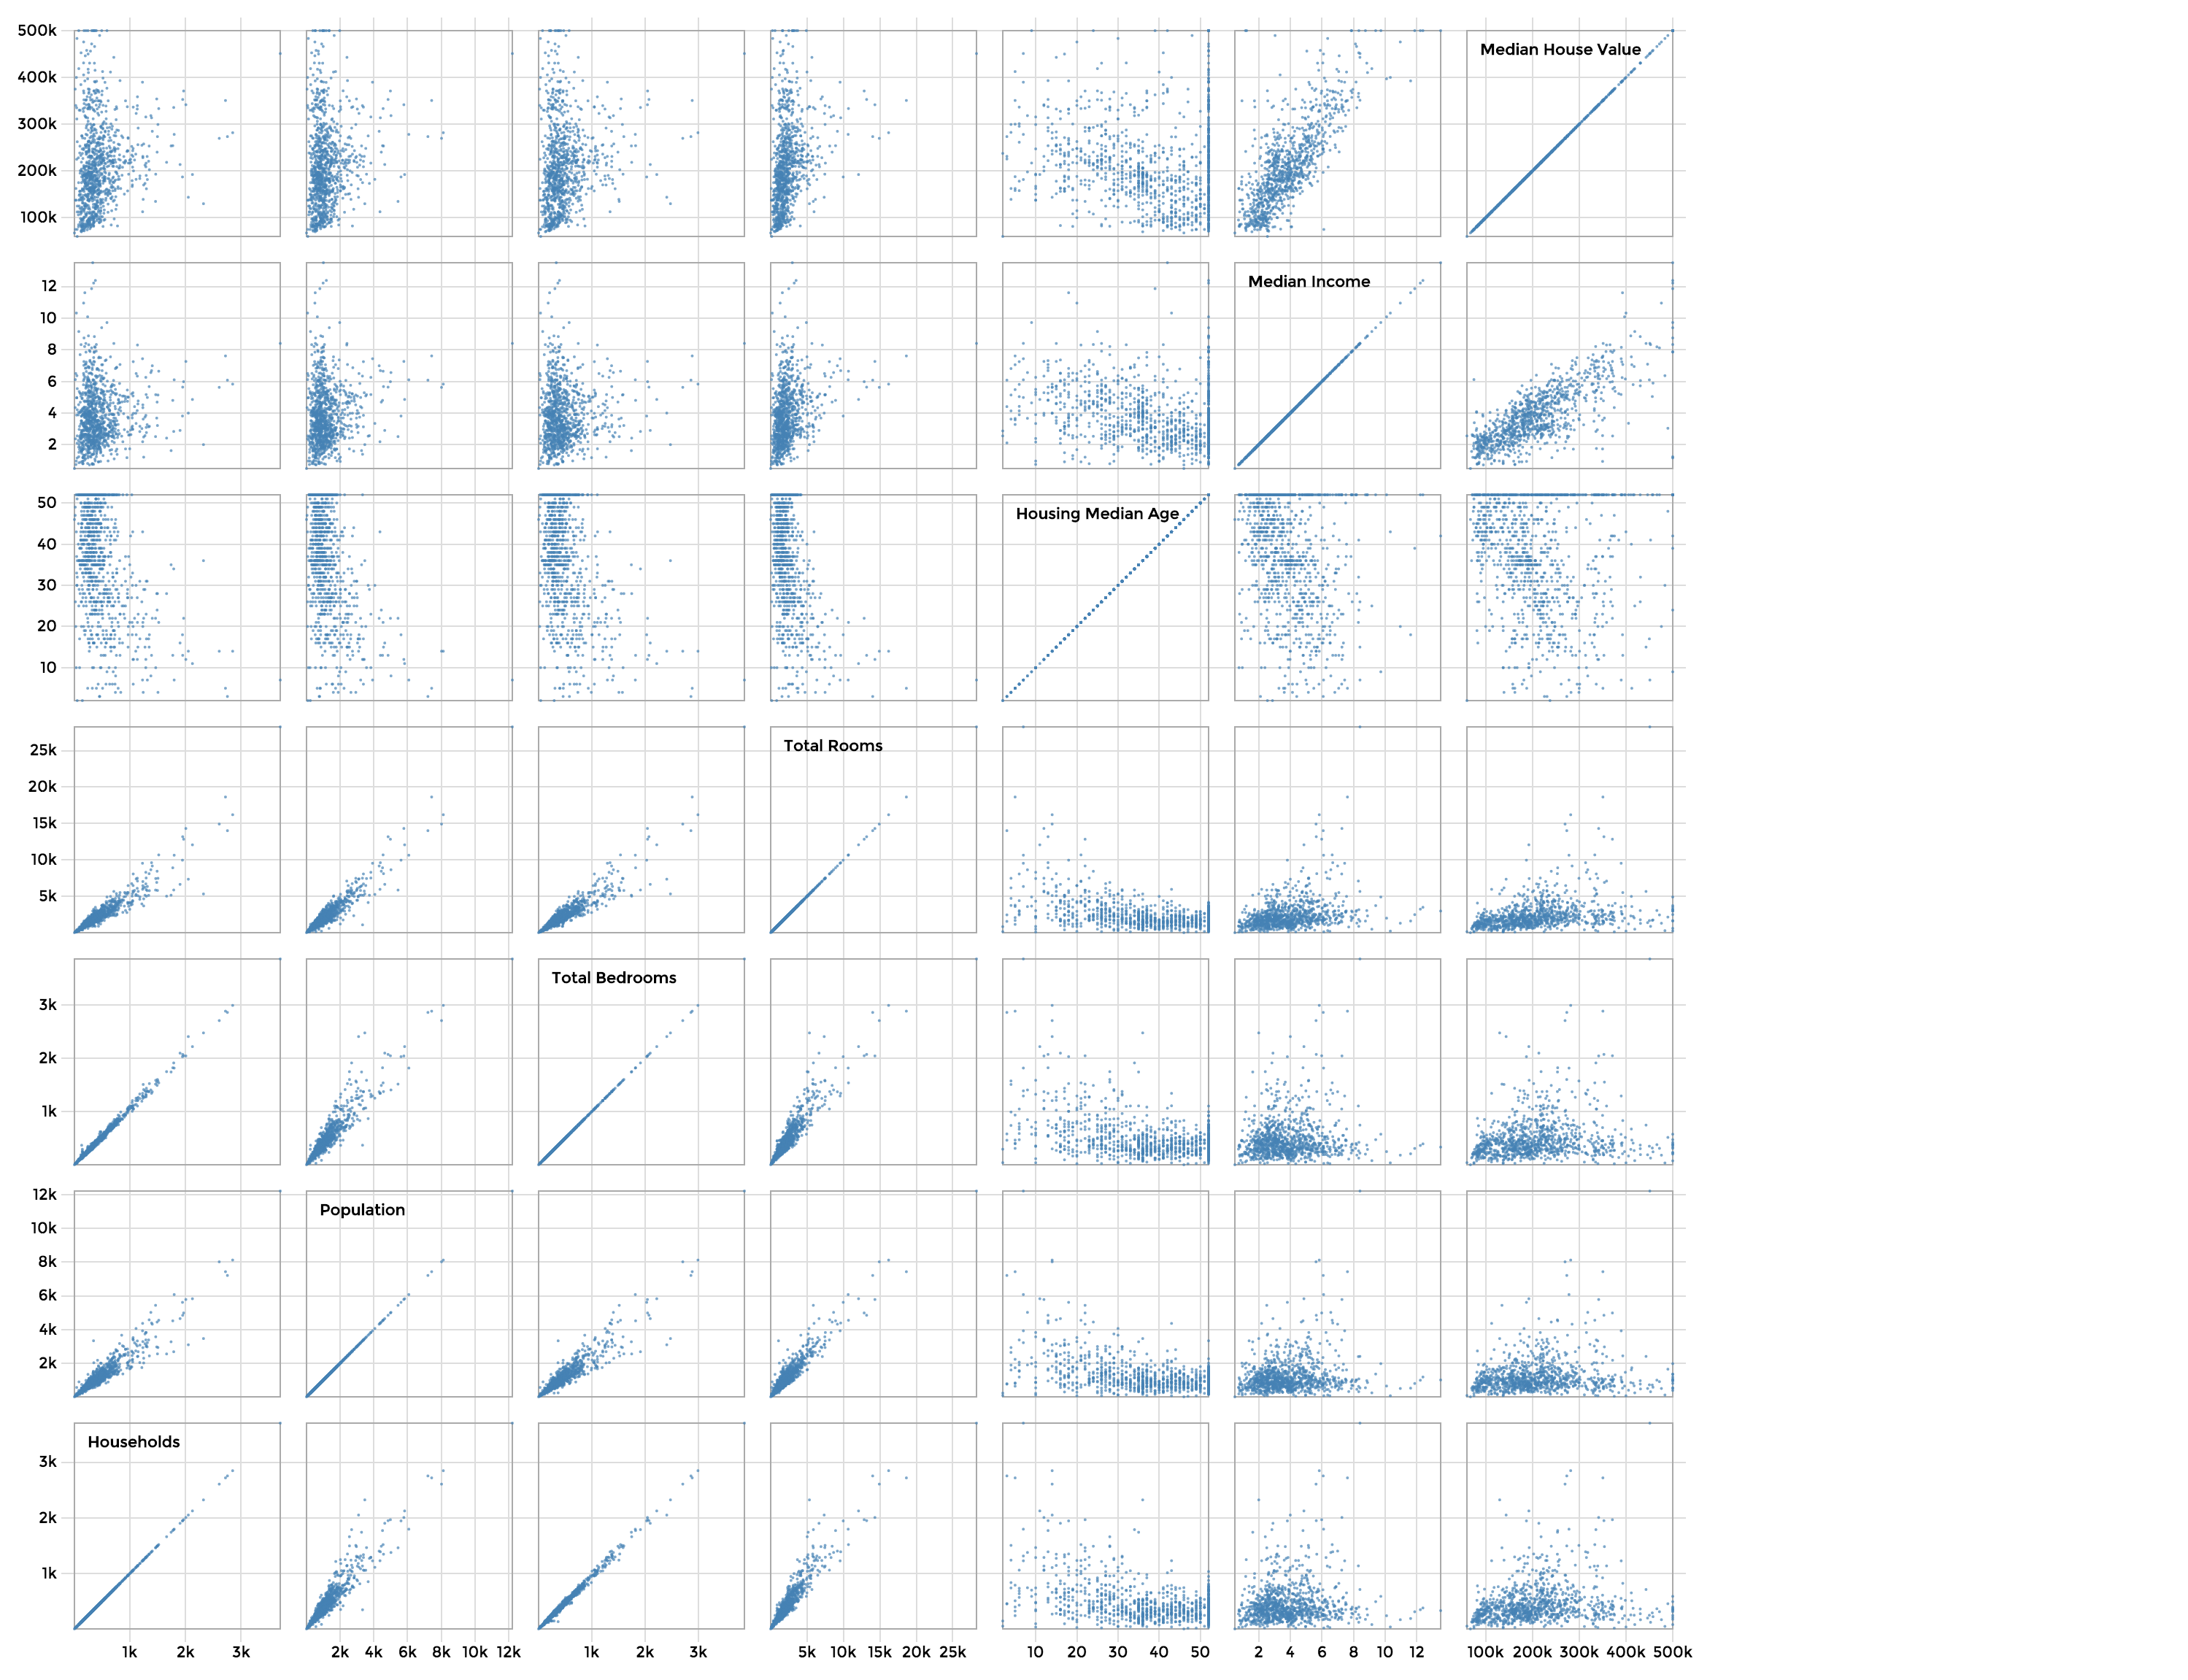 500k
Median House Value
400k
300k
200k
100k
Median Income
12
10
8
6
4
2
50
Housing Median Age
40
30
20
10
Total Rooms
25k
20k
15k
10k
5k
Total Bedrooms
3k
2k
1k
12k
Population
10k
8k
6k
4k
2k
Households
3k
2k
1k
1k 2k 3k 2k 4k 6k 8k 10k 12k 1k 2k 3k 5k 10k 15k 20k 25k 10 20 30 40 50 2 4 6 8 10 12 100k 200k 300k 400k 500k